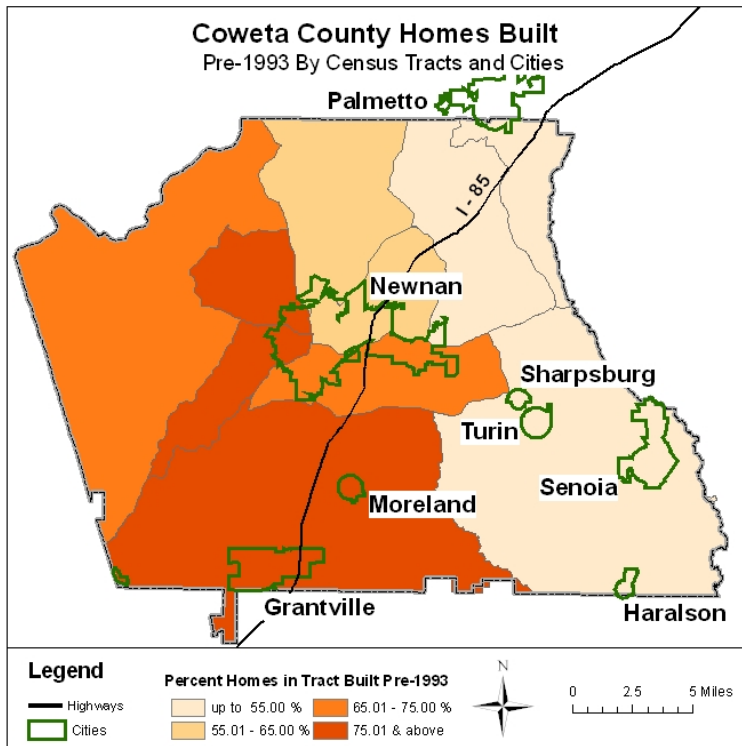 Coweta County Homes Built
Pre-1993 By Census Tracts and Cities
Palmetto
I - 85
Newnan
Sharpsburg
Turin
Senoia
Moreland
Grantville
Haralson
Legend
Highways
Cities
Percent Homes in Tract Built Pre-1993
up to 55.00 %
65.01 - 75.00 %
55.01 - 65.00 %
75.01 & above
N
0 2.5 5 Miles